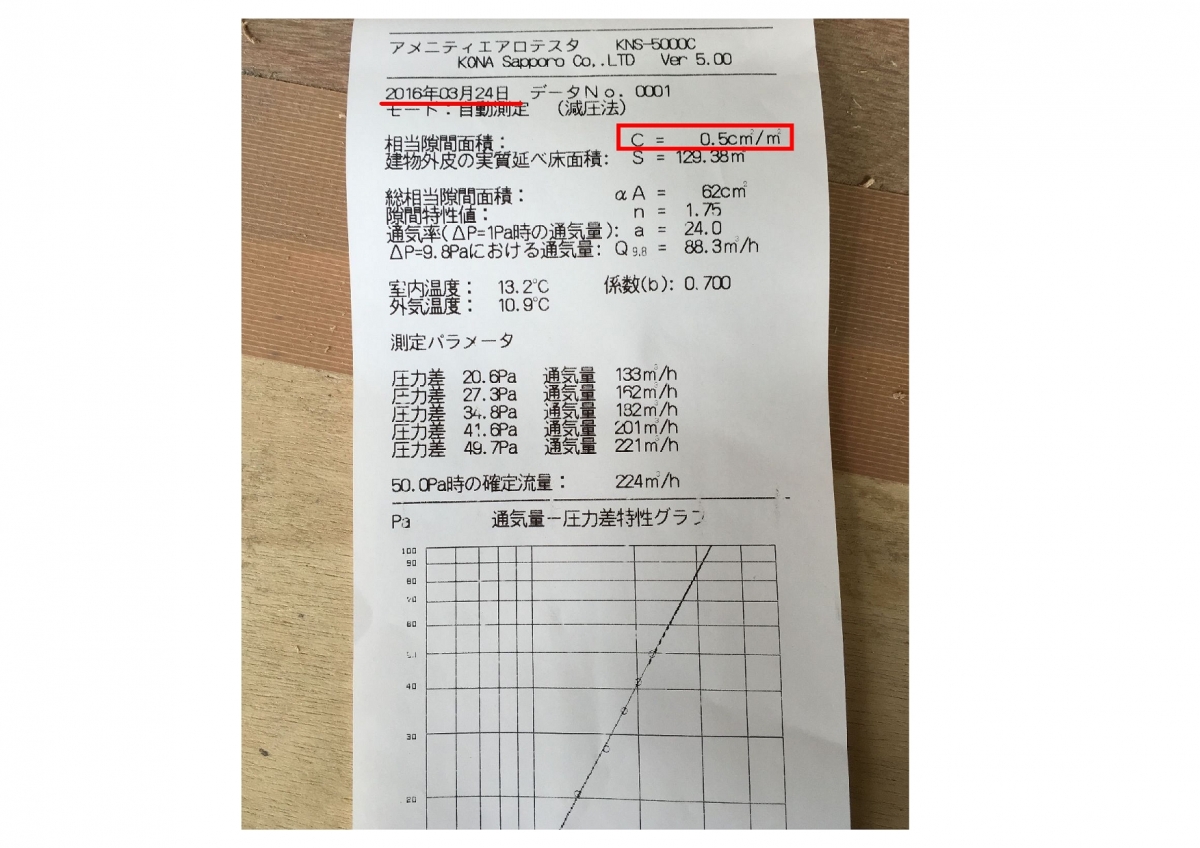 アメニティエアロテスタ KNS-5000C
KONA Sapporo Co,.LTD Ver 5.00
2016年03月24日 データNo. 0001
モード:自動測定 (減圧法)
相当隙間面積: C = 0.5cm²/m²
建物外皮の実質延べ床面積: S = 129.38m²
総相当隙間面積: αA = 62cm²
隙間特性値: n = 1.75
通気率(ΔP=1Pa時の通気量): a = 24.0
ΔP=9.8Paにおける通気量: Q9.8 = 88.3m³/h
室内温度: 13.2℃ 係数(b): 0.700
外気温度: 10.9℃
測定パラメータ
圧力差 20.6Pa 通気量 133m³/h
圧力差 27.3Pa 通気量 162m³/h
圧力差 34.8Pa 通気量 182m³/h
圧力差 41.6Pa 通気量 201m³/h
圧力差 49.7Pa 通気量 221m³/h
50.0Pa時の確定流量: 224m³/h
Pa 通気量-圧力差特性グラフ
100
90
80
70
60
40
30
20